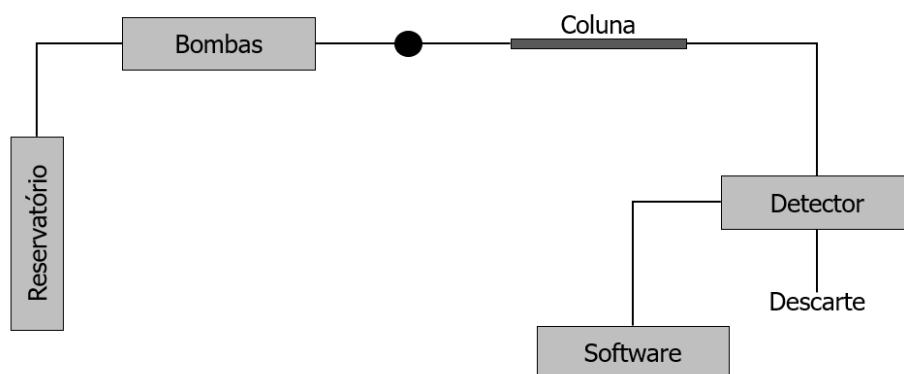 Coluna
Bombas
Reservatório
Detector
Descarte
Software